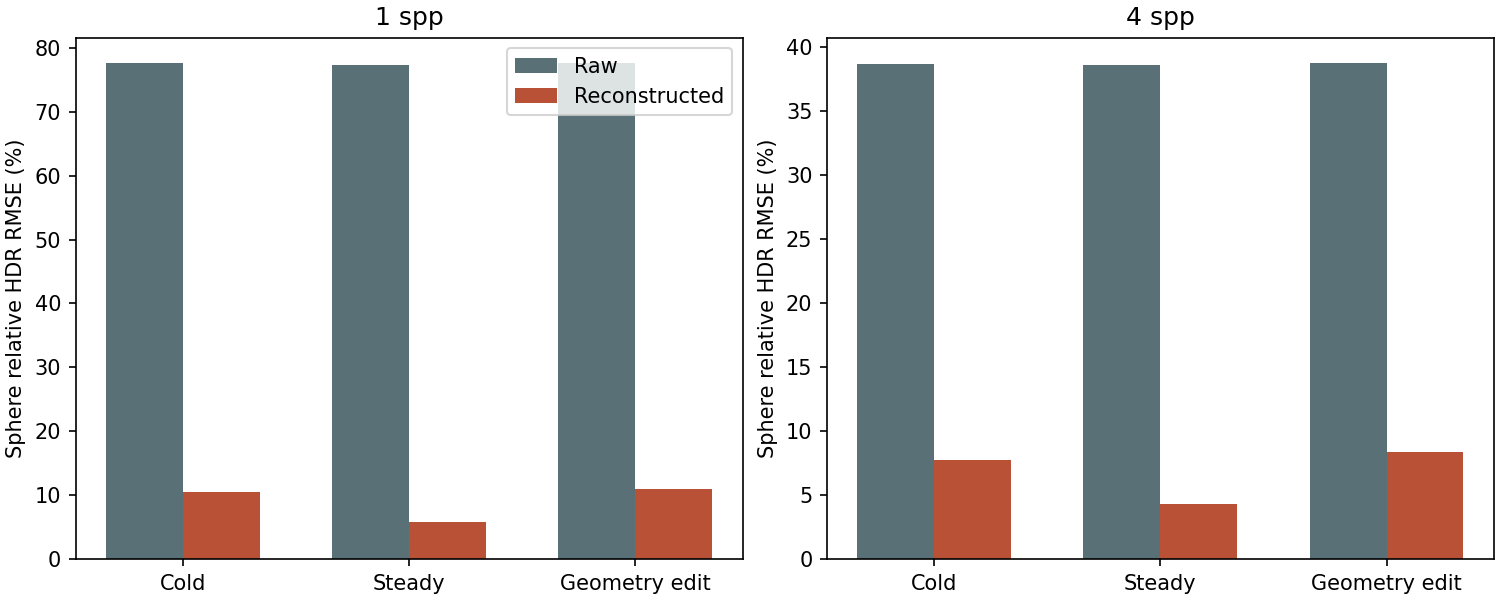 1 spp
Sphere relative HDR RMSE (%)
80
70
60
50
40
30
20
10
0
Raw
Reconstructed
Cold
Steady
Geometry edit
4 spp
Sphere relative HDR RMSE (%)
40
35
30
25
20
15
10
5
0
Cold
Steady
Geometry edit